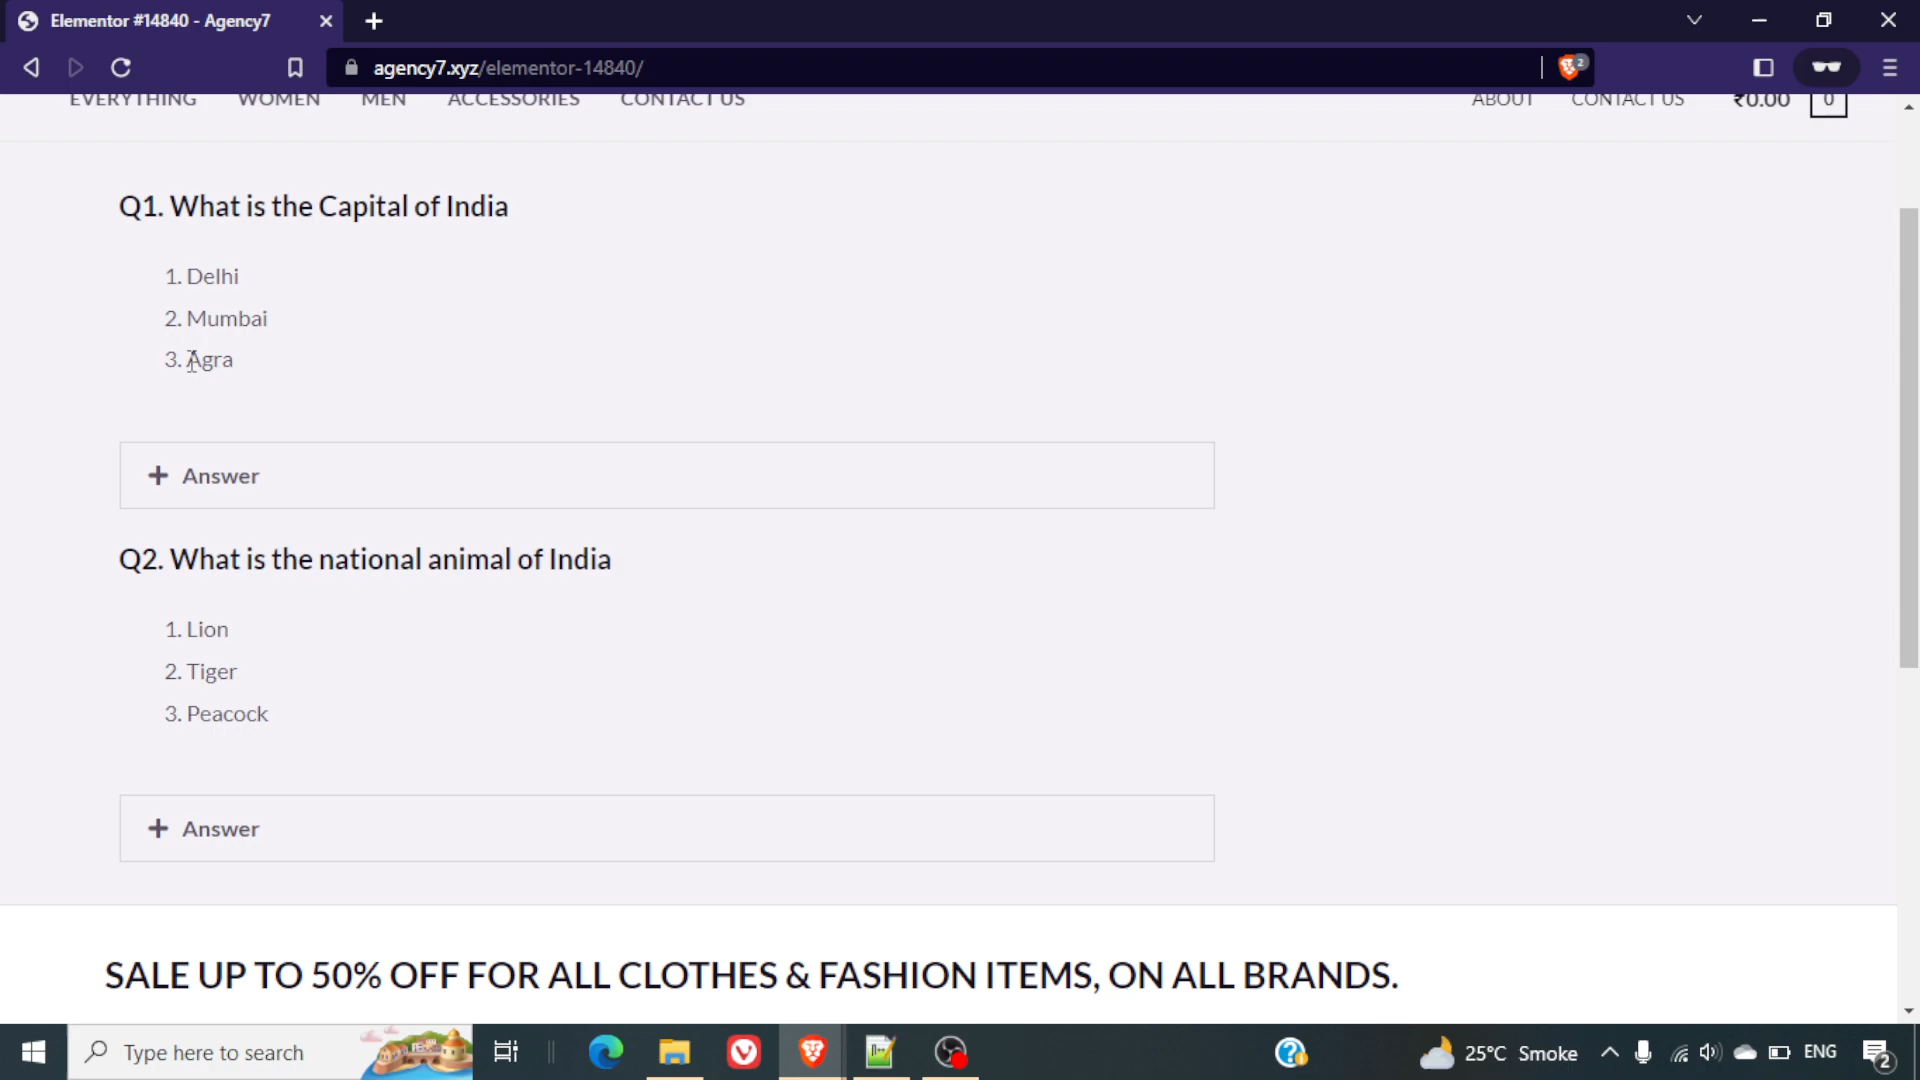 Elementor #14840 - Agency7
agency7.xyz/elementor-14840/
2
EVERYTHING WOMEN MEN ACCESSORIES CONTACT US ABOUT CONTACT US ₹0.00 0
Q1. What is the Capital of India
1. Delhi
2. Mumbai
3. Agra
+ Answer
Q2. What is the national animal of India
1. Lion
2. Tiger
3. Peacock
+ Answer
SALE UP TO 50% OFF FOR ALL CLOTHES & FASHION ITEMS, ON ALL BRANDS.
Type here to search 25°C Smoke ENG 2